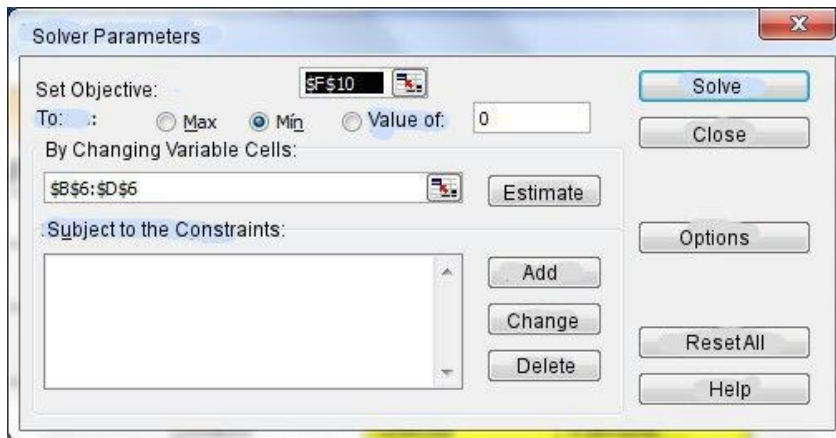 Solver Parameters
Set Objective: $F$10 Solve
To: : Max Min Value of: 0
Close
By Changing Variable Cells:
$B$6:$D$6 Estimate
Subject to the Constraints:
Options
Add
Change
Reset All
Delete
Help